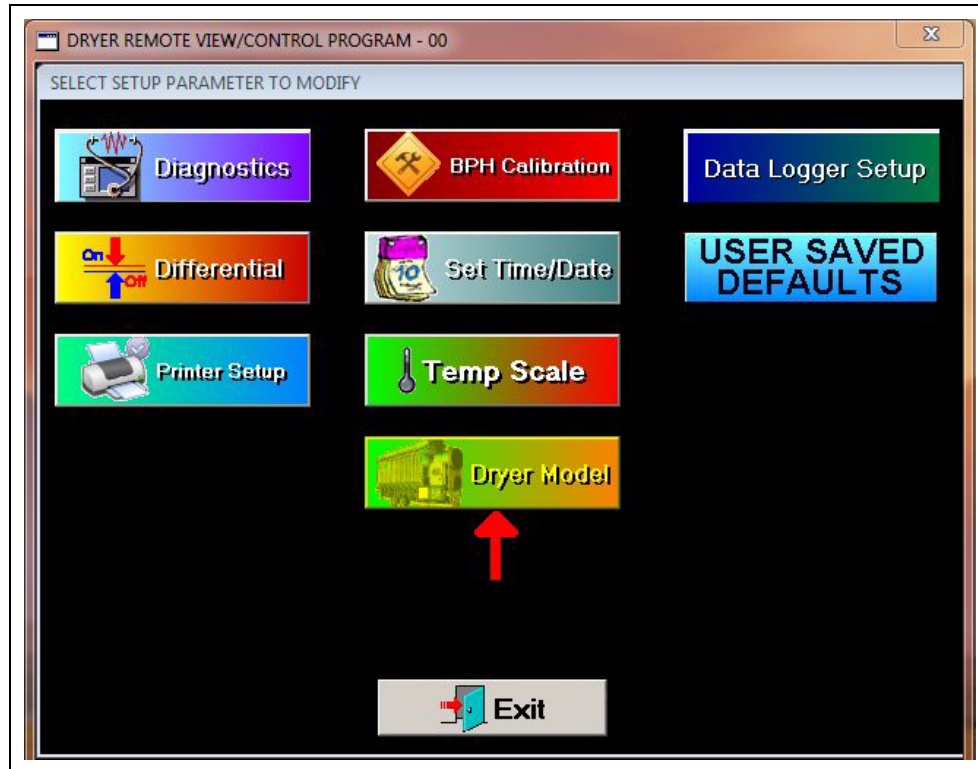 DRYER REMOTE VIEW/CONTROL PROGRAM - 00
SELECT SETUP PARAMETER TO MODIFY
Diagnostics
BPH Calibration
Data Logger Setup
On
Off
Differential
10
Set Time/Date
USER SAVED
DEFAULTS
Printer Setup
Temp Scale
Dryer Model
Exit